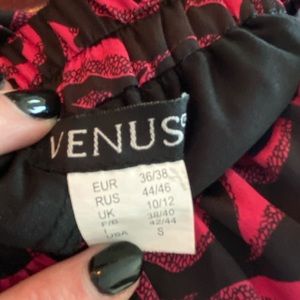 VENUS
EUR 36/38
RUS 44/46
UK 10/12
F/B 38/40
I 42/44
USA S